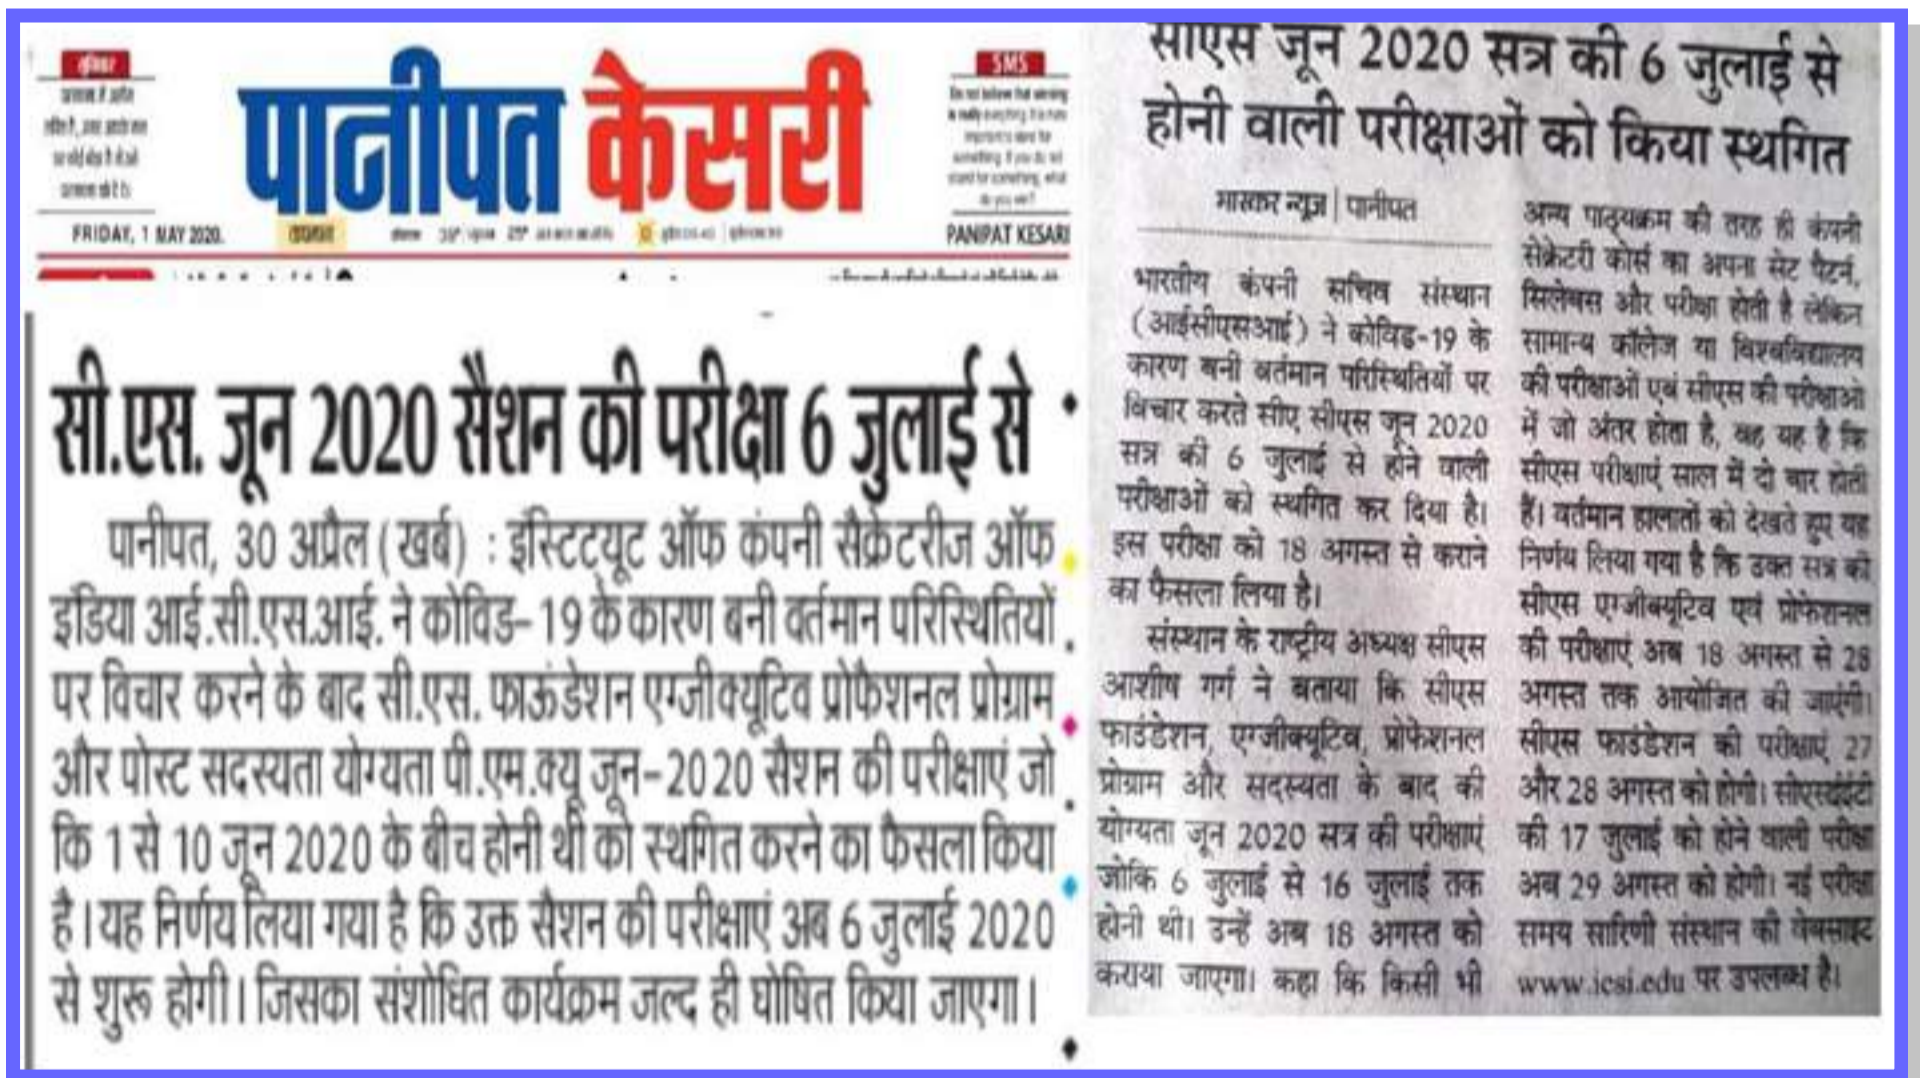 सुविचार
पानीपत केसरी
SMS
FRIDAY, 1 MAY 2020.
तापमान
PANIPAT KESARI
सी.एस. जून 2020 सैशन की परीक्षा 6 जुलाई से
पानीपत, 30 अप्रैल (खर्ब) : इंस्टिटयूट ऑफ कंपनी सैक्रेटरीज ऑफ
इंडिया आई.सी.एस.आई. ने कोविड-19 के कारण बनी वर्तमान परिस्थितियों
पर विचार करने के बाद सी.एस. फाऊंडेशन एग्जीक्यूटिव प्रोफैशनल प्रोग्राम
और पोस्ट सदस्यता योग्यता पी.एम.क्यू जून-2020 सैशन की परीक्षाएं जो
कि 1 से 10 जून 2020 के बीच होनी थी को स्थगित करने का फैसला किया
है। यह निर्णय लिया गया है कि उक्त सैशन की परीक्षाएं अब 6 जुलाई 2020
से शुरू होगी। जिसका संशोधित कार्यक्रम जल्द ही घोषित किया जाएगा।
सीएस जून 2020 सत्र की 6 जुलाई से
होनी वाली परीक्षाओं को किया स्थगित
भास्कर न्यूज़ | पानीपत
भारतीय कंपनी सचिव संस्थान
(आईसीएसआई) ने कोविड-19 के
कारण बनी वर्तमान परिस्थितियों पर
विचार करते सीए सीएस जून 2020
सत्र की 6 जुलाई से होने वाली
परीक्षाओं को स्थगित कर दिया है।
इस परीक्षा को 18 अगस्त से कराने
का फैसला लिया है।
संस्थान के राष्ट्रीय अध्यक्ष सीएस
आशीष गर्ग ने बताया कि सीएस
फाउंडेशन, एग्जीक्यूटिव, प्रोफेशनल
प्रोग्राम और सदस्यता के बाद की
योग्यता जून 2020 सत्र की परीक्षाएं
जोकि 6 जुलाई से 16 जुलाई तक
होनी थी। उन्हें अब 18 अगस्त को
कराया जाएगा। कहा कि किसी भी
अन्य पाठ्यक्रम की तरह ही कंपनी
सेक्रेटरी कोर्स का अपना सेट पैटर्न,
सिलेबस और परीक्षा होती है लेकिन
सामान्य कॉलेज या विश्वविद्यालय
की परीक्षाओं एवं सीएस की परीक्षाओं
में जो अंतर होता है, वह यह है कि
सीएस परीक्षाएं साल में दो बार होती
हैं। वर्तमान हालातों को देखते हुए यह
निर्णय लिया गया है कि उक्त सत्र की
सीएस एग्जीक्यूटिव एवं प्रोफेशनल
की परीक्षाएं अब 18 अगस्त से 28
अगस्त तक आयोजित की जाएंगी।
सीएस फाउंडेशन की परीक्षाएं 27
और 28 अगस्त को होगी। सीएसईईटी
की 17 जुलाई को होने वाली परीक्षा
अब 29 अगस्त को होगी। नई परीक्षा
समय सारिणी संस्थान की वेबसाइट
www.icsi.edu पर उपलब्ध है।